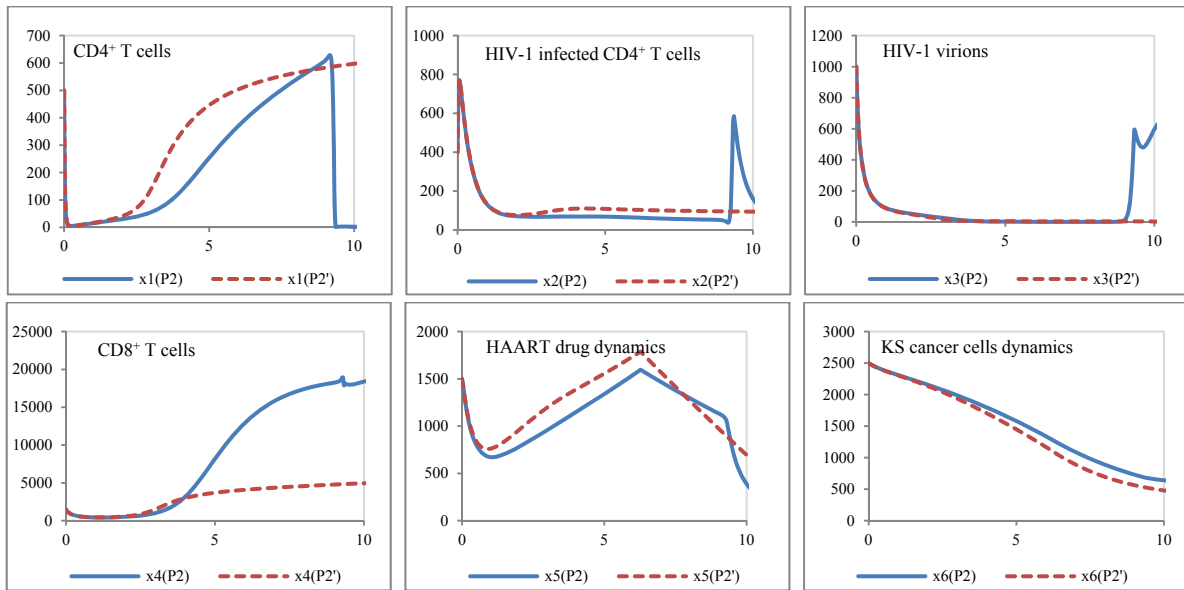 CD4⁺ T cells
700
600
500
400
300
200
100
0
0 5 10
x1(P2) x1(P2')
HIV-1 infected CD4⁺ T cells
1000
800
600
400
200
0
0 5 10
x2(P2) x2(P2')
HIV-1 virions
1200
1000
800
600
400
200
0
0 5 10
x3(P2) x3(P2')
CD8⁺ T cells
25000
20000
15000
10000
5000
0
0 5 10
x4(P2) x4(P2')
HAART drug dynamics
2000
1500
1000
500
0
0 5 10
x5(P2) x5(P2')
KS cancer cells dynamics
3000
2500
2000
1500
1000
500
0
0 5 10
x6(P2) x6(P2')